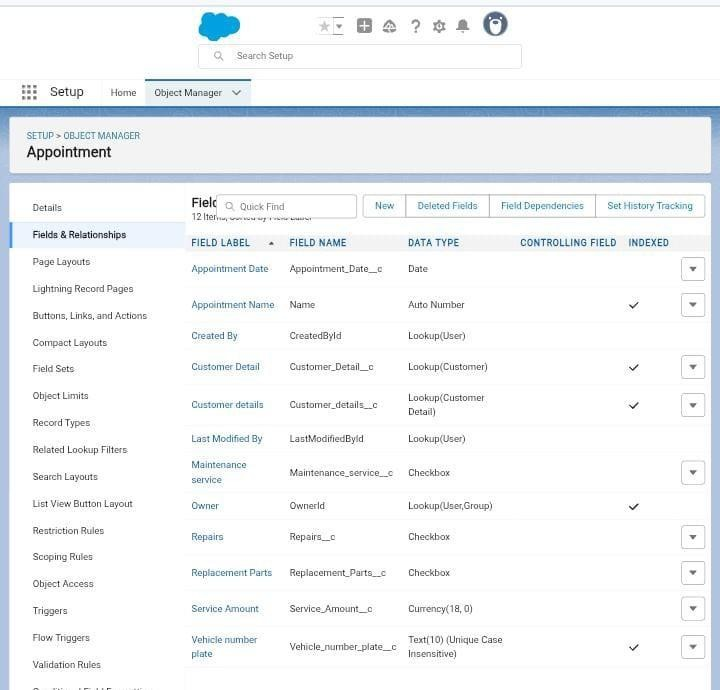 Search Setup
Setup
Home
Object Manager
SETUP > OBJECT MANAGER
Appointment
Details
Fields & Relationships
Page Layouts
Lightning Record Pages
Buttons, Links, and Actions
Compact Layouts
Field Sets
Object Limits
Record Types
Related Lookup Filters
Search Layouts
List View Button Layout
Restriction Rules
Scoping Rules
Object Access
Triggers
Flow Triggers
Validation Rules
Quick Find
New
Deleted Fields
Field Dependencies
Set History Tracking
12 Items, Sorted by Field Label
FIELD LABEL FIELD NAME DATA TYPE CONTROLLING FIELD INDEXED
Appointment Date Appointment_Date__c Date
Appointment Name Name Auto Number
Created By CreatedById Lookup(User)
Customer Detail Customer_Detail__c Lookup(Customer)
Customer details Customer_details__c Lookup(Customer
Detail)
Last Modified By LastModifiedById Lookup(User)
Maintenance
service Maintenance_service__c Checkbox
Owner OwnerId Lookup(User,Group)
Repairs Repairs__c Checkbox
Replacement Parts Replacement_Parts__c Checkbox
Service Amount Service_Amount__c Currency(18, 0)
Vehicle number
plate Vehicle_number_plate__c Text(10) (Unique Case
Insensitive)